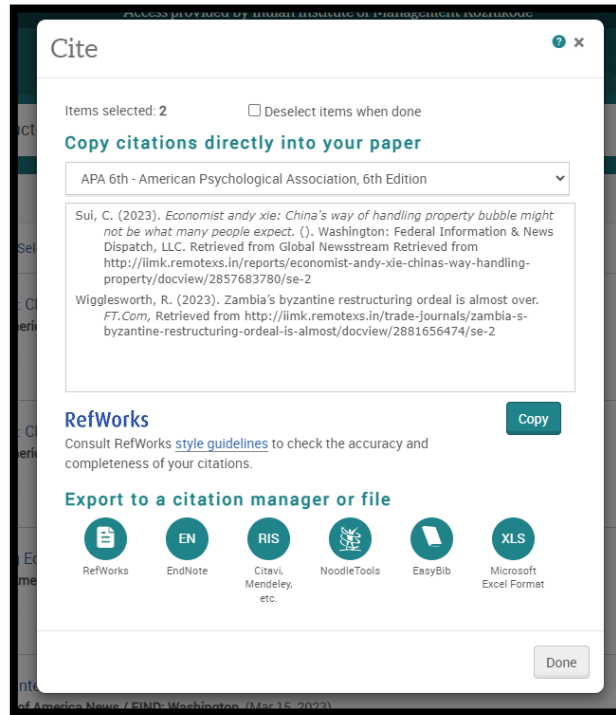 Access provided by Indian Institute of Management Kozhikode
Cite
? ×
Items selected: 2
Deselect items when done
Copy citations directly into your paper
APA 6th - American Psychological Association, 6th Edition
Sui, C. (2023). Economist andy xie: China's way of handling property bubble might
not be what many people expect. (). Washington: Federal Information & News
Dispatch, LLC. Retrieved from Global Newsstream Retrieved from
http://iimk.remotexs.in/reports/economist-andy-xie-chinas-way-handling-
property/docview/2857683780/se-2
Wigglesworth, R. (2023). Zambia's byzantine restructuring ordeal is almost over.
FT.Com, Retrieved from http://iimk.remotexs.in/trade-journals/zambia-s-
byzantine-restructuring-ordeal-is-almost/docview/2881656474/se-2
RefWorks
Copy
Consult RefWorks style guidelines to check the accuracy and
completeness of your citations.
Export to a citation manager or file
EN
RIS
XLS
RefWorks
EndNote
Citavi,
Mendeley,
etc.
NoodleTools
EasyBib
Microsoft
Excel Format
Done
of America News / FIND; Washington. (Mar 15, 2023)